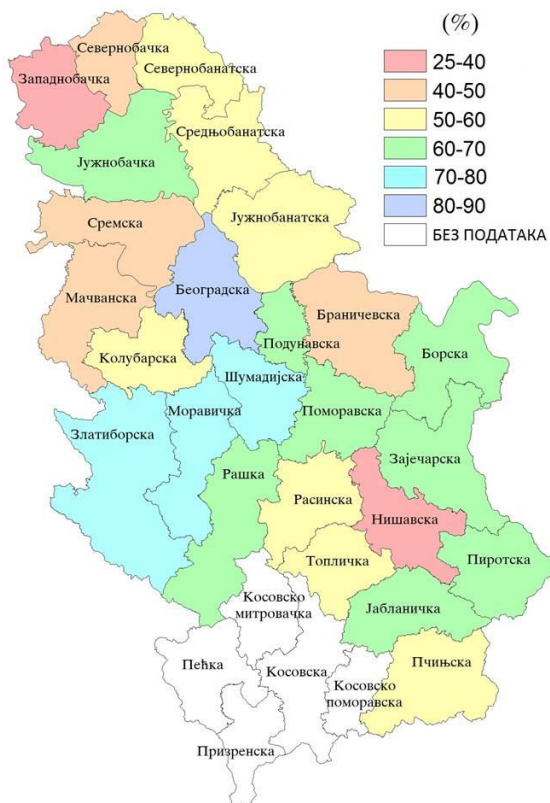 (%)
25-40
40-50
50-60
60-70
70-80
80-90
БЕЗ ПОДАТАКА
Севернобачка
Западнобачка
Севернобанатска
Средњобанатска
Јужнобачка
Сремска
Јужнобанатска
Мачванска
Београдска
Браничевска
Подунавска
Колубарска
Борска
Шумадијска
Моравичка
Поморавска
Златиборска
Зајечарска
Рашка
Расинска
Нишавска
Топличка
Пиротска
Косовско
митровачка
Јабланичка
Пећка
Косовска
Косовско
поморавска
Пчињска
Призренска